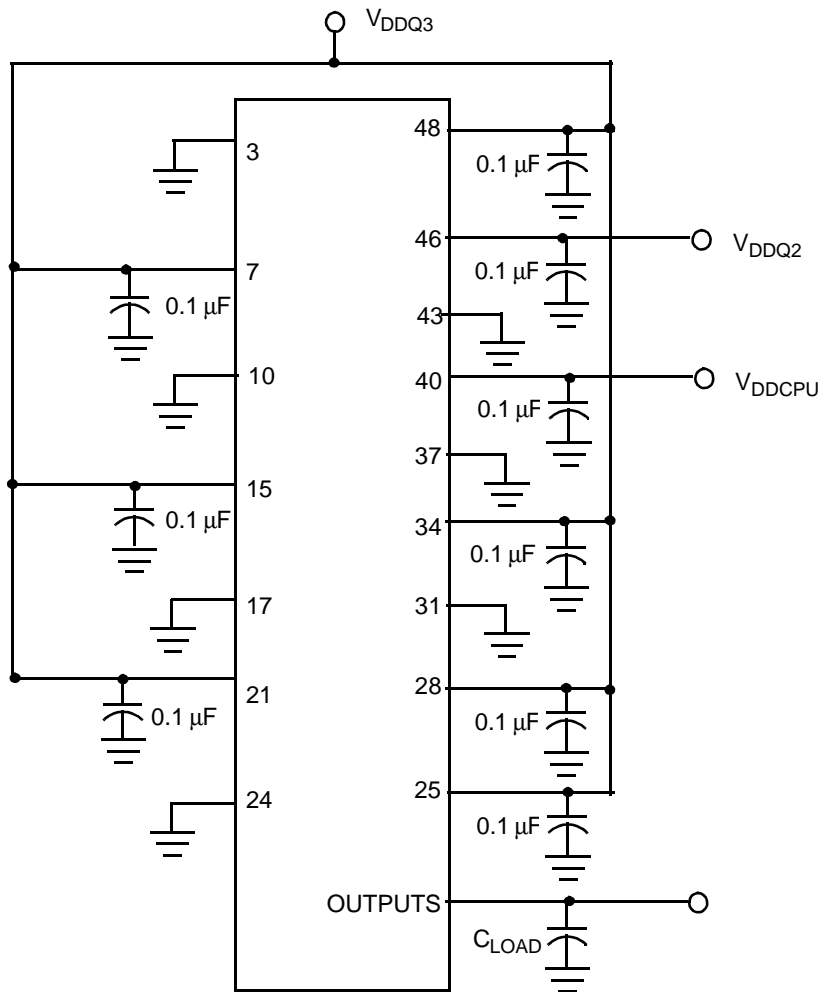 VDDQ3
3
48
0.1 µF
46
VDDQ2
7
0.1 µF
0.1 µF
43
10
40
VDDCPU
0.1 µF
37
15
0.1 µF
34
0.1 µF
17
31
21
28
0.1 µF
0.1 µF
24
25
0.1 µF
OUTPUTS
CLOAD